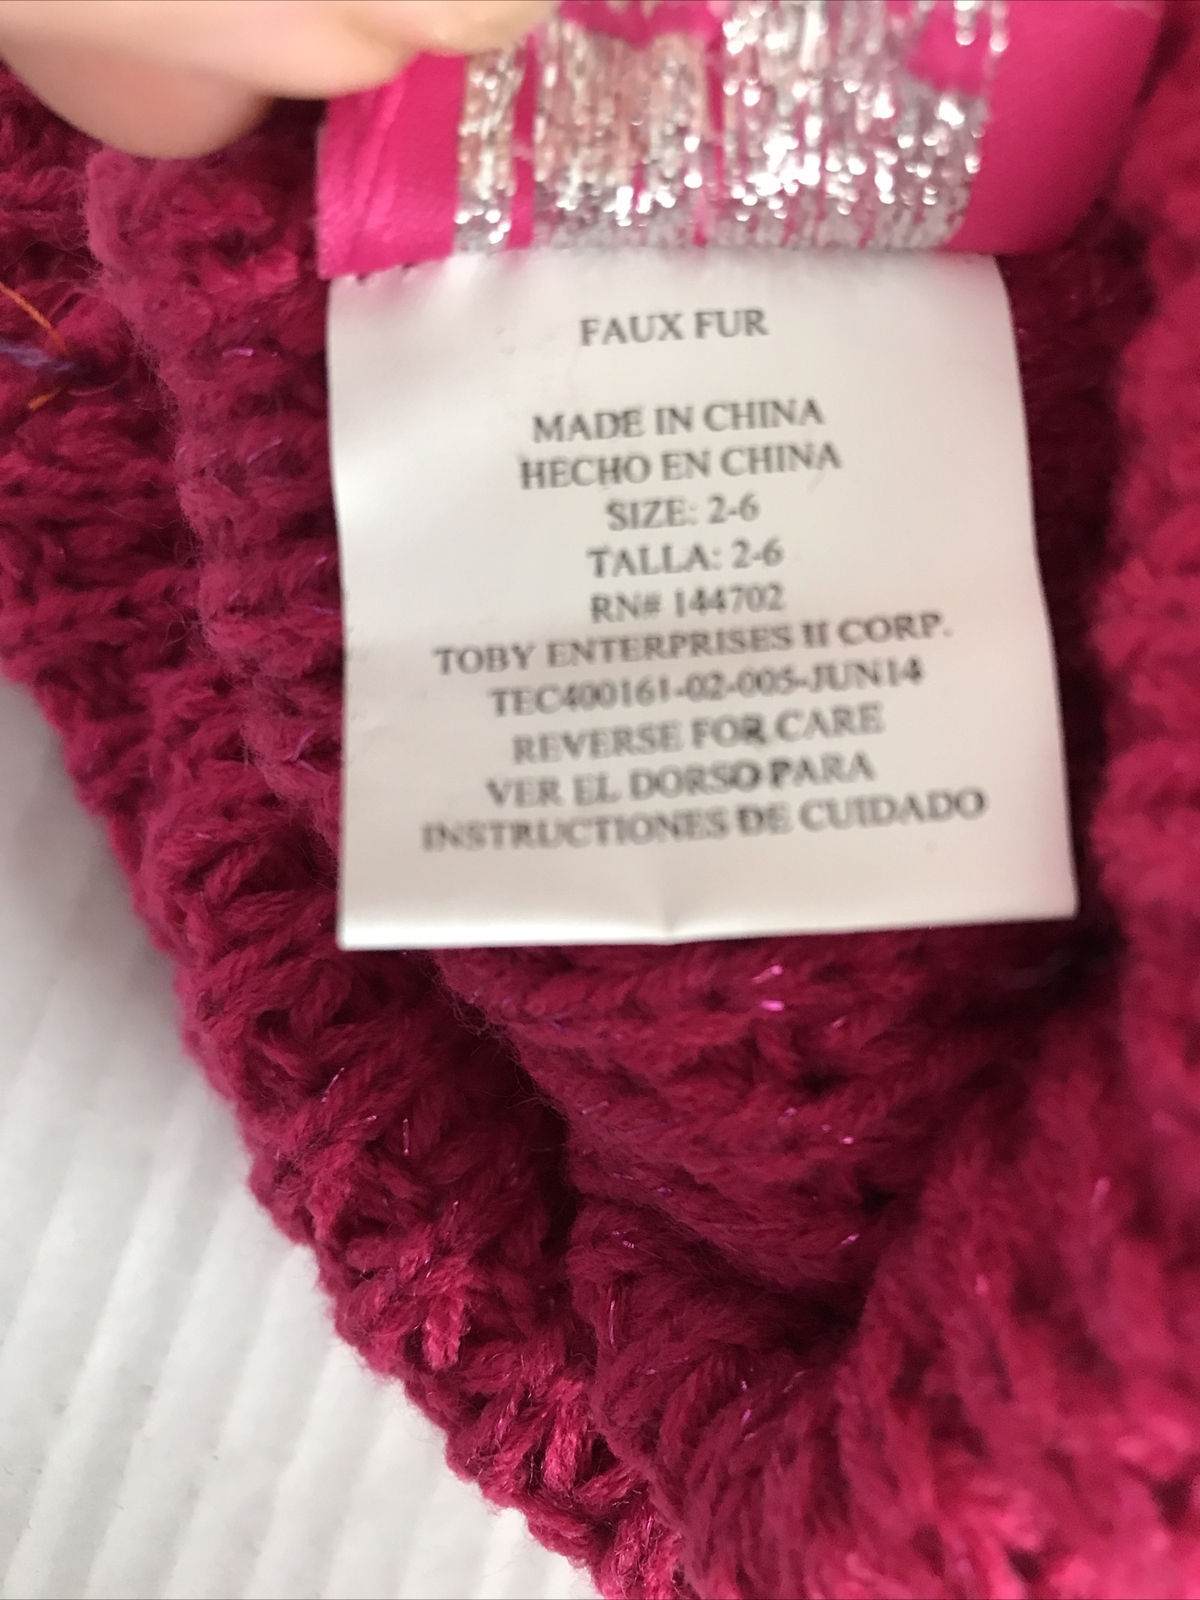 FAUX FUR
MADE IN CHINA
HECHO EN CHINA
SIZE: 2-6
TALLA: 2-6
RN# 144702
TOBY ENTERPRISES II CORP.
TEC400161-02-005-JUN14
REVERSE FOR CARE
VER EL DORSO PARA
INSTRUCTIONES DE CUIDADO